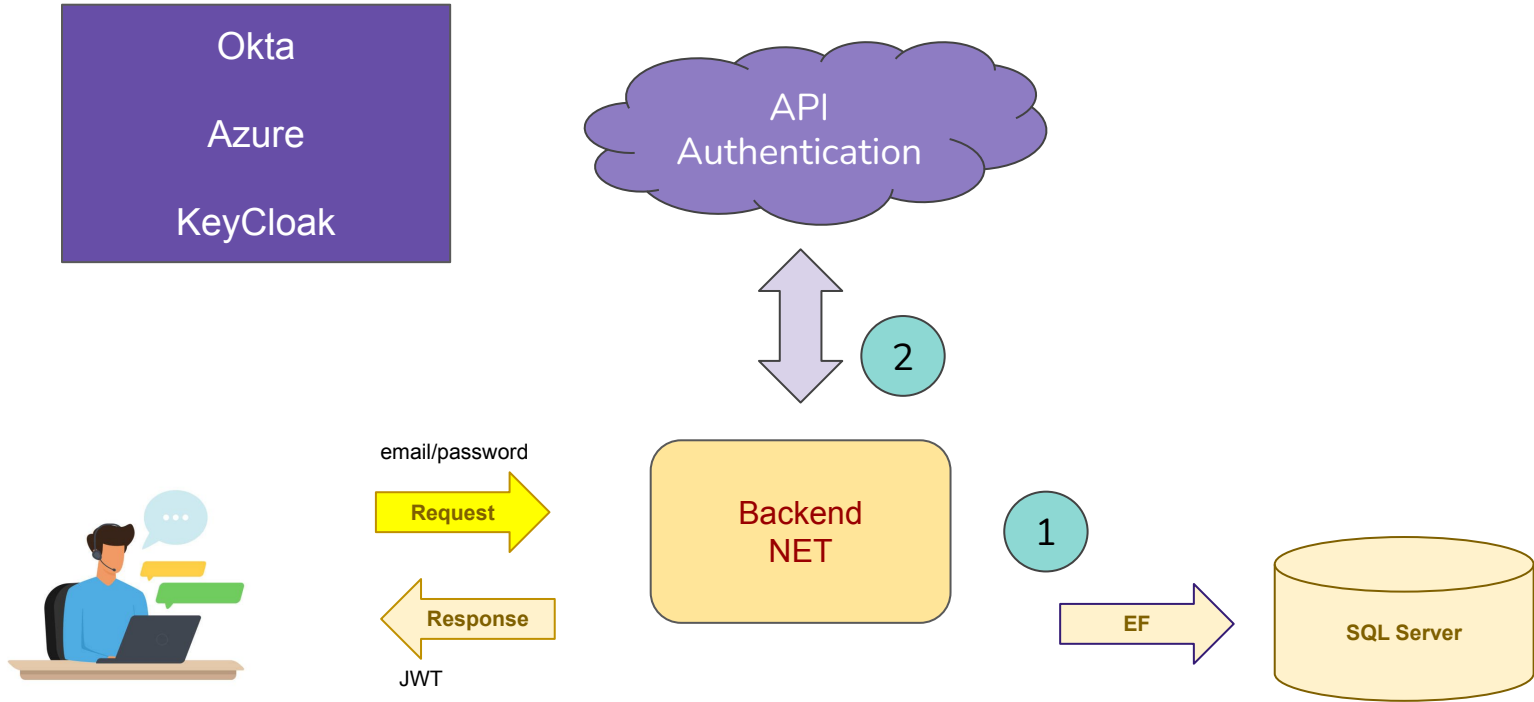 Okta
Azure
KeyCloak
API
Authentication
2
email/password
Request
Backend
NET
1
Response
JWT
EF
SQL Server